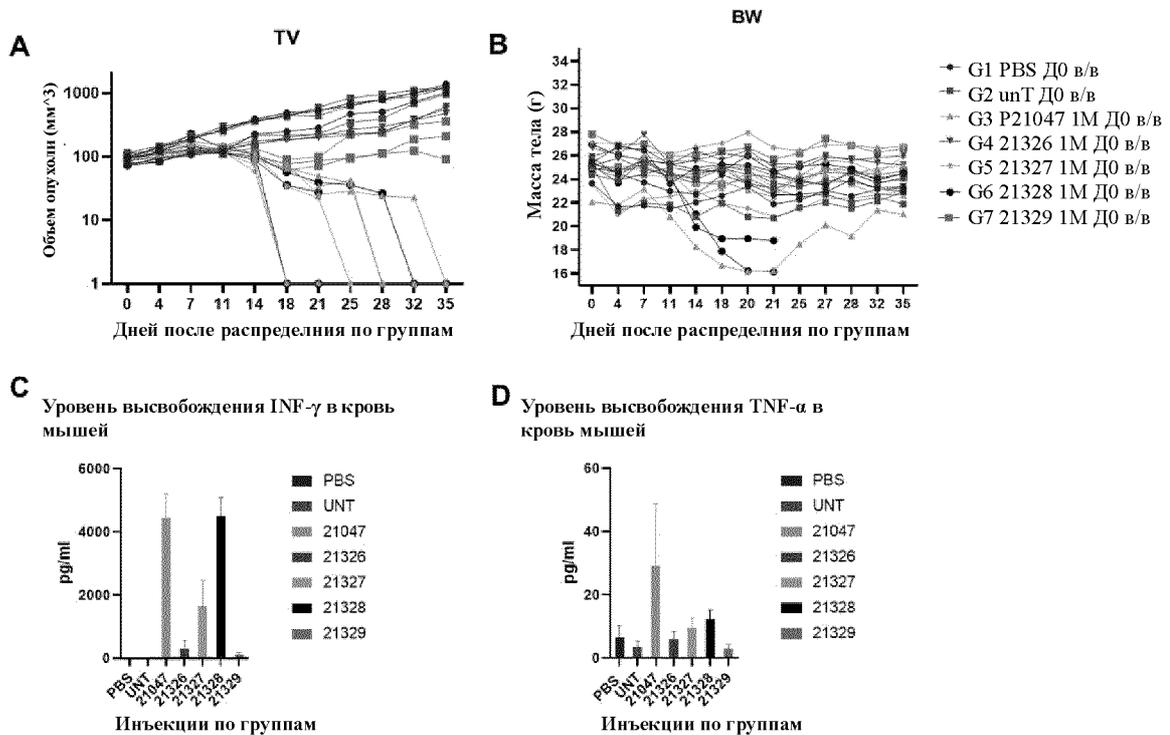 A
TV
Объем опухоли (мм^3)
1000
100
10
1
0 4 7 11 14 18 21 25 28 32 35
Дней после распределния по группам
B
BW
Масса тела (г)
34
32
30
28
26
24
22
20
18
16
0 4 7 11 14 18 20 21 25 27 28 32 35
Дней после распределния по группам
G1 PBS Д0 в/в
G2 unT Д0 в/в
G3 P21047 1M Д0 в/в
G4 21326 1M Д0 в/в
G5 21327 1M Д0 в/в
G6 21328 1M Д0 в/в
G7 21329 1M Д0 в/в
C
Уровень высвобождения INF-γ в кровь
мышей
pg/ml
6000
4000
2000
0
PBS UNT 21047 21326 21327 21328 21329
Инъекции по группам
PBS
UNT
21047
21326
21327
21328
21329
D
Уровень высвобождения TNF-α в
кровь мышей
pg/ml
60
40
20
0
PBS UNT 21047 21326 21327 21328 21329
Инъекции по группам
PBS
UNT
21047
21326
21327
21328
21329